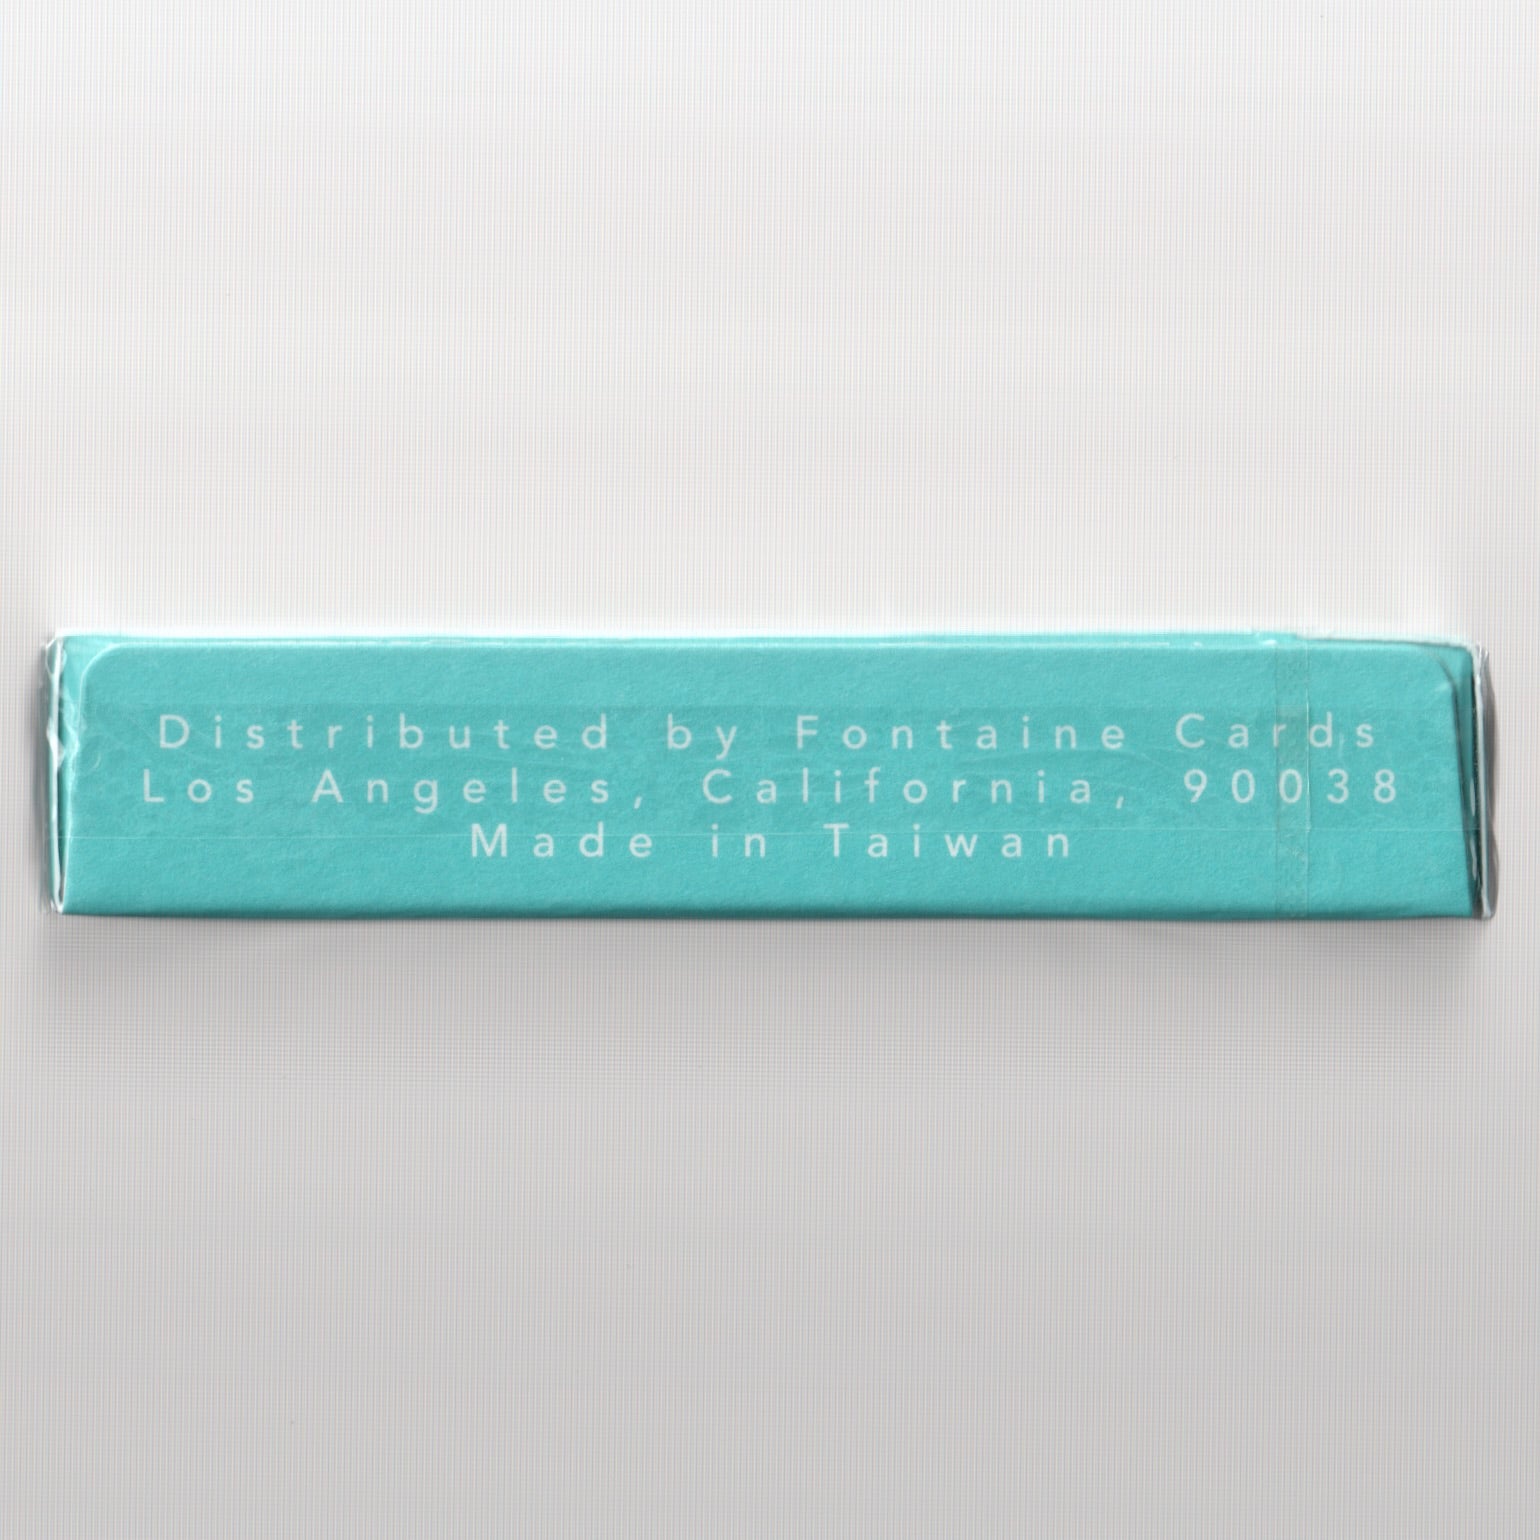 Distributed by Fontaine Cards
Los Angeles, California, 90038
Made in Taiwan